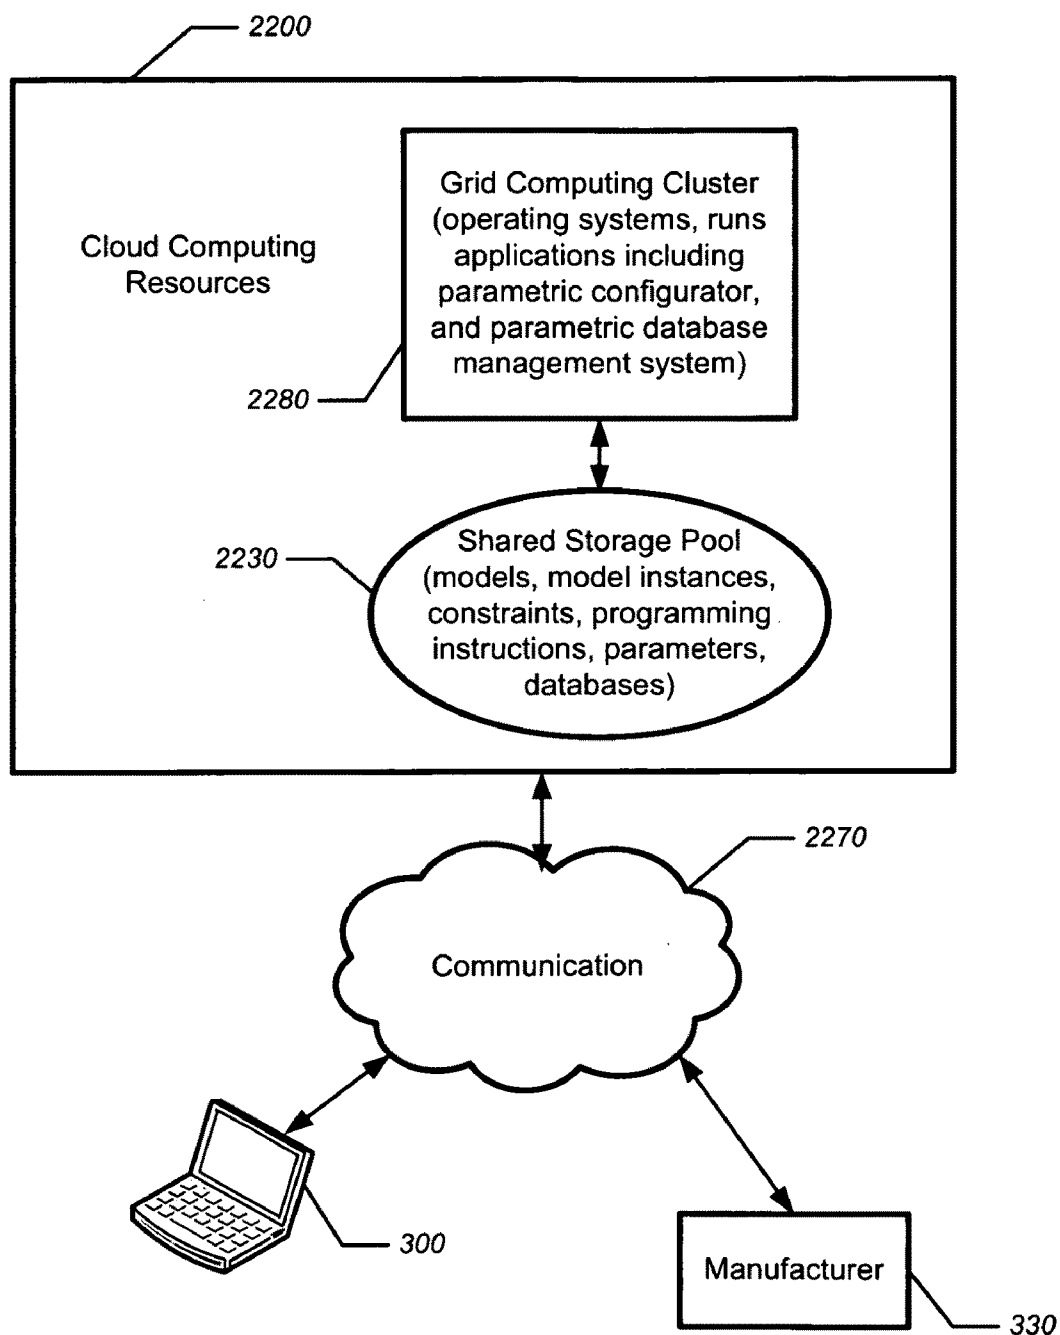 2200
Grid Computing Cluster
(operating systems, runs
applications including
parametric configurator,
and parametric database
management system)
Cloud Computing
Resources
2280
2230
Shared Storage Pool
(models, model instances,
constraints, programming
instructions, parameters,
databases)
2270
Communication
300
Manufacturer
330